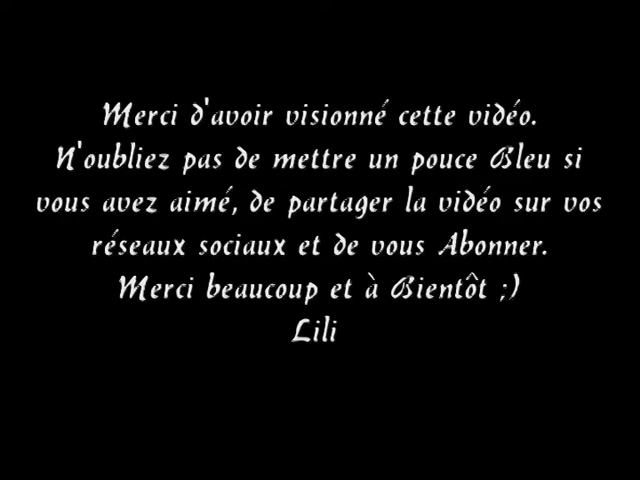 Merci d'avoir visionné cette vidéo.
N'oubliez pas de mettre un pouce Bleu si
vous avez aimé, de partager la vidéo sur vos
réseaux sociaux et de vous Abonner.
Merci beaucoup et à Bientôt ;)
Lili